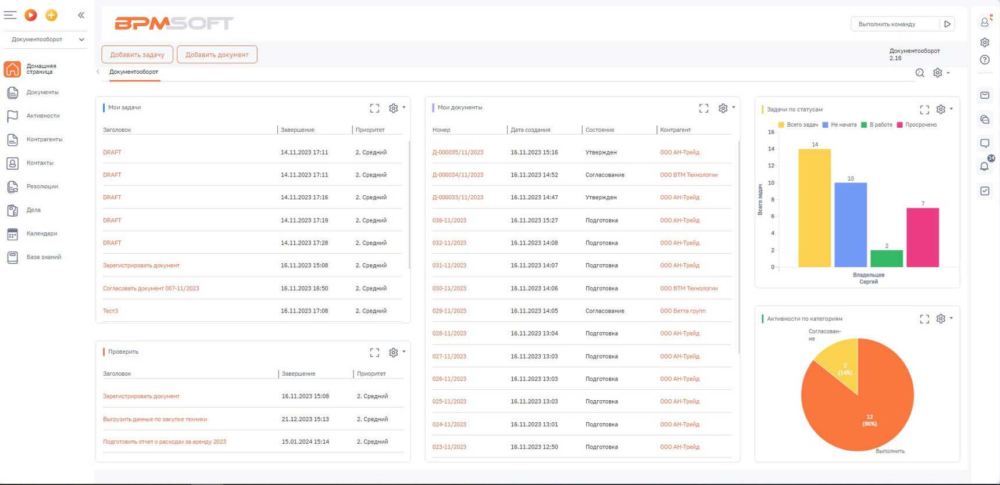 BPMSOFT
Выполнить команду
Документооборот
Добавить задачу
Добавить документ
Документооборот
2.16
Документооборот
Домашняя
страница
Документы
Активности
Контрагенты
Контакты
Резолюции
Дела
Календари
База знаний
Мои задачи
Заголовок Завершение Приоритет
DRAFT 14.11.2023 17:11 2. Средний
DRAFT 14.11.2023 17:11 2. Средний
DRAFT 14.11.2023 17:16 2. Средний
DRAFT 14.11.2023 17:19 2. Средний
DRAFT 14.11.2023 17:28 2. Средний
Зарегистрировать документ 16.11.2023 15:08 2. Средний
Согласовать документ 007-11/2023 16.11.2023 16:50 2. Средний
Тест3 16.11.2023 17:08 2. Средний
Проверить
Заголовок Завершение Приоритет
Зарегистрировать документ 16.11.2023 15:08 2. Средний
Выгрузить данные по закупке техники 21.12.2023 15:13 2. Средний
Подготовить отчет о расходах за аренду 2023 15.01.2024 15:14 2. Средний
Мои документы
Номер Дата создания Состояние Контрагент
Д-000035/11/2023 16.11.2023 15:16 Утвержден ООО АН-Трейд
Д-000034/11/2023 16.11.2023 14:52 Согласование ООО ВТМ Технологии
Д-000033/11/2023 16.11.2023 14:47 Утвержден ООО АН-Трейд
036-11/2023 16.11.2023 15:27 Подготовка ООО АН-Трейд
032-11/2023 16.11.2023 14:08 Подготовка ООО АН-Трейд
031-11/2023 16.11.2023 14:07 Подготовка ООО АН-Трейд
030-11/2023 16.11.2023 14:06 Подготовка ООО ВТМ Технологии
029-11/2023 16.11.2023 14:05 Согласование ООО Бетта групп
028-11/2023 16.11.2023 13:04 Подготовка ООО АН-Трейд
027-11/2023 16.11.2023 13:03 Подготовка ООО АН-Трейд
026-11/2023 16.11.2023 13:03 Подготовка ООО АН-Трейд
025-11/2023 16.11.2023 13:03 Подготовка ООО АН-Трейд
024-11/2023 16.11.2023 13:01 Подготовка ООО АН-Трейд
023-11/2023 16.11.2023 12:50 Подготовка ООО АН-Трейд
Задачи по статусам
Всего задач Не начата В работе Просрочено
16
14
12
10
8
6
4
2
0
Всего задач
14
10
2
7
Владельцев
Сергей
Активности по категориям
Согласован-
ие
2
(14%)
12
(86%)
Выполнить
14